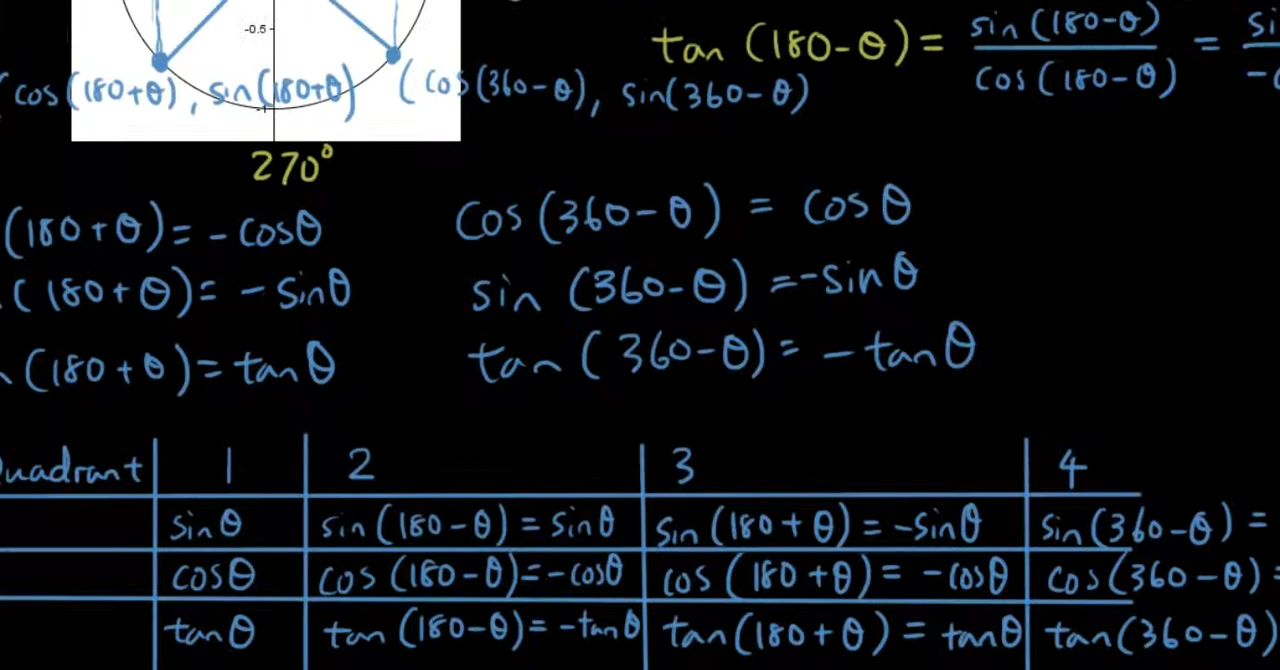 -0.5
tan (180-θ) = sin (180-θ) / cos (180-θ) =
cos(180+θ), sin(180+θ)
(cos(360-θ), sin(360-θ)
-1
270°
(180+θ) = -cosθ
(180+θ) = -sinθ
(180+θ) = tanθ
cos (360-θ) = cosθ
sin (360-θ) = -sinθ
tan (360-θ) = -tanθ
Quadrant 1 2 3 4
sinθ sin (180-θ) = sinθ sin (180+θ) = -sinθ sin(360-θ) =
cosθ cos (180-θ) = -cosθ cos (180+θ) = -cosθ cos(360-θ) =
tanθ tan (180-θ) = -tanθ tan(180+θ) = tanθ tan(360-θ)